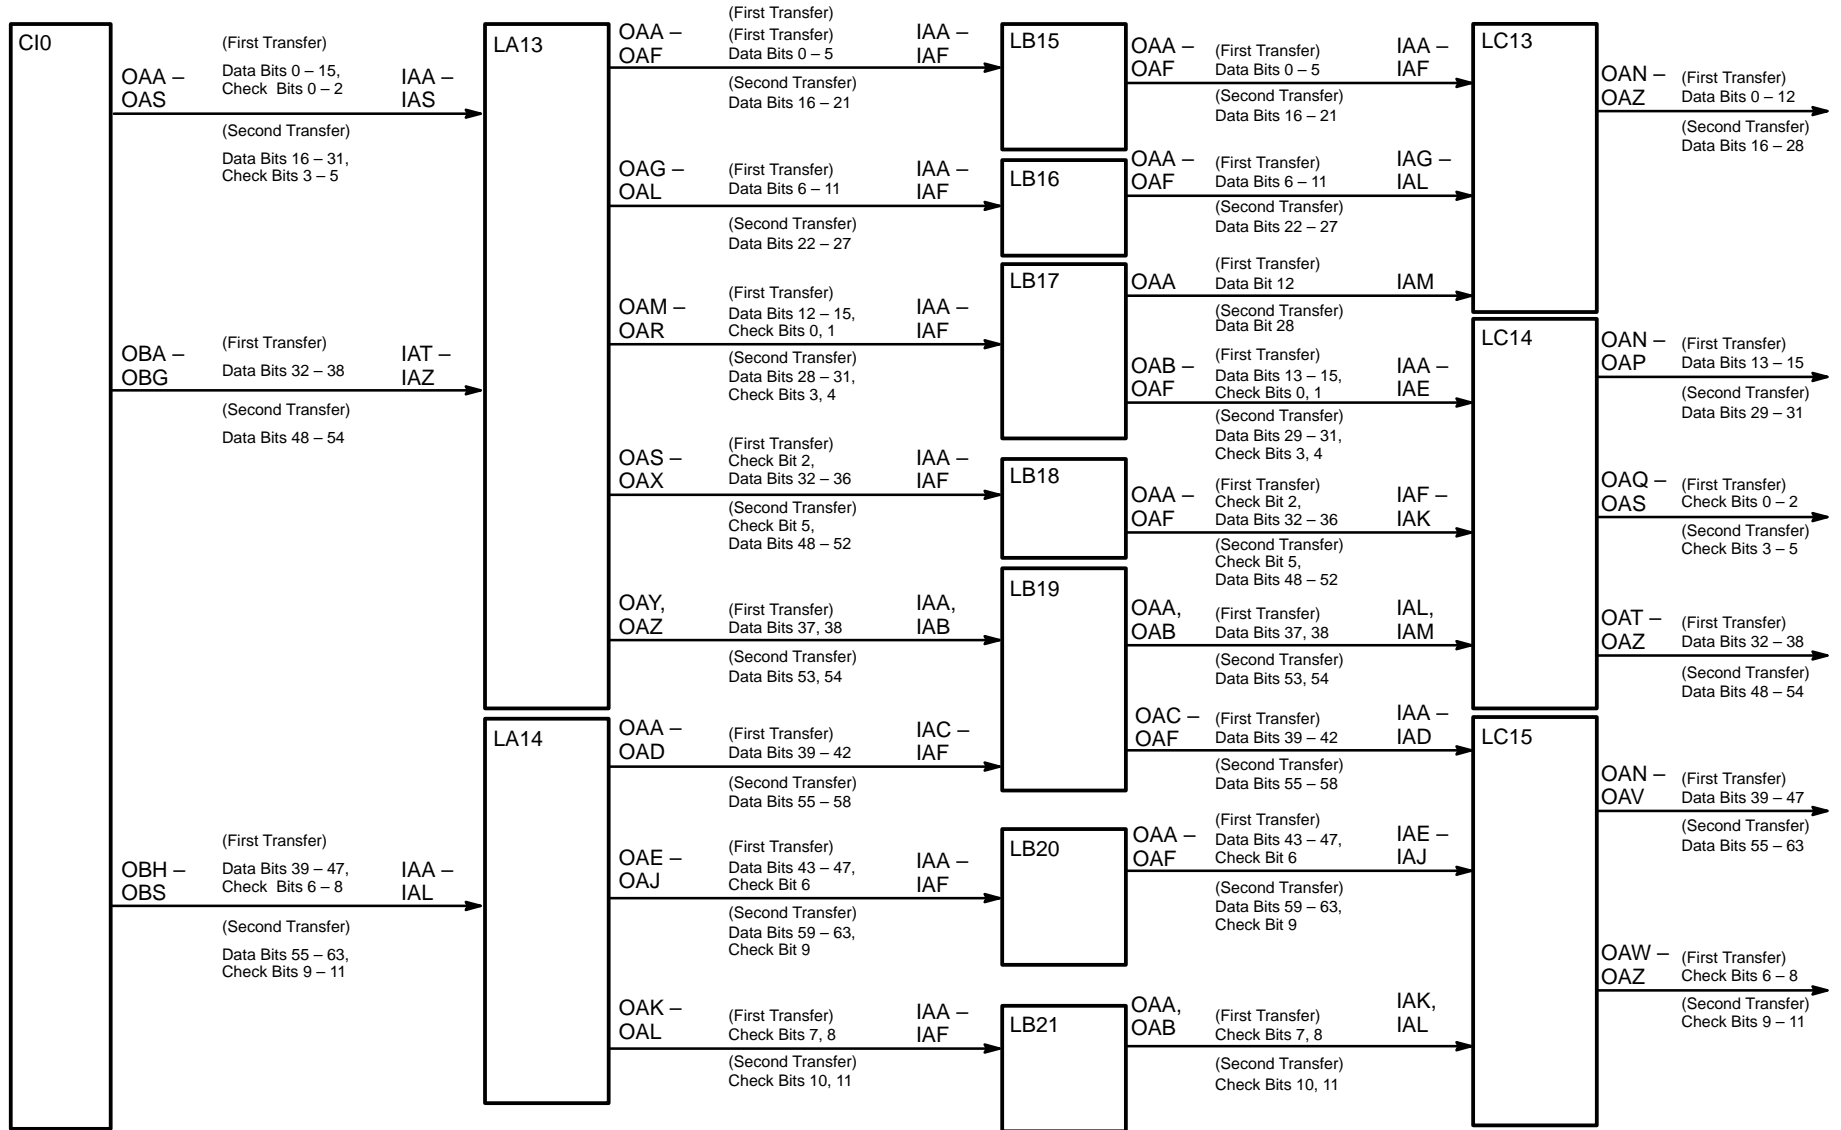 CI0
OAA –
OAS
(First Transfer)
Data Bits 0 – 15,
Check Bits 0 – 2
IAA –
IAS
(Second Transfer)
Data Bits 16 – 31,
Check Bits 3 – 5
OBA –
OBG
(First Transfer)
Data Bits 32 – 38
IAT –
IAZ
(Second Transfer)
Data Bits 48 – 54
OBH –
OBS
(First Transfer)
Data Bits 39 – 47,
Check Bits 6 – 8
IAA –
IAL
(Second Transfer)
Data Bits 55 – 63,
Check Bits 9 – 11
LA13
OAA –
OAF
(First Transfer)
(First Transfer)
Data Bits 0 – 5
IAA –
IAF
(Second Transfer)
Data Bits 16 – 21
OAG –
OAL
(First Transfer)
Data Bits 6 – 11
IAA –
IAF
(Second Transfer)
Data Bits 22 – 27
OAM –
OAR
(First Transfer)
Data Bits 12 – 15,
Check Bits 0, 1
IAA –
IAF
(Second Transfer)
Data Bits 28 – 31,
Check Bits 3, 4
OAS –
OAX
(First Transfer)
Check Bit 2,
Data Bits 32 – 36
IAA –
IAF
(Second Transfer)
Check Bit 5,
Data Bits 48 – 52
OAY,
OAZ
(First Transfer)
Data Bits 37, 38
IAA,
IAB
(Second Transfer)
Data Bits 53, 54
LA14
OAA –
OAD
(First Transfer)
Data Bits 39 – 42
IAC –
IAF
(Second Transfer)
Data Bits 55 – 58
OAE –
OAJ
(First Transfer)
Data Bits 43 – 47,
Check Bit 6
IAA –
IAF
(Second Transfer)
Data Bits 59 – 63,
Check Bit 9
OAK –
OAL
(First Transfer)
Check Bits 7, 8
IAA –
IAF
(Second Transfer)
Check Bits 10, 11
LB15
OAA –
OAF
(First Transfer)
Data Bits 0 – 5
IAA –
IAF
(Second Transfer)
Data Bits 16 – 21
LB16
OAA –
OAF
(First Transfer)
Data Bits 6 – 11
IAG –
IAL
(Second Transfer)
Data Bits 22 – 27
LB17
OAA
(First Transfer)
Data Bit 12
IAM
(Second Transfer)
Data Bit 28
OAB –
OAF
(First Transfer)
Data Bits 13 – 15,
Check Bits 0, 1
IAA –
IAE
(Second Transfer)
Data Bits 29 – 31,
Check Bits 3, 4
LB18
OAA –
OAF
(First Transfer)
Check Bit 2,
Data Bits 32 – 36
IAF –
IAK
(Second Transfer)
Check Bit 5,
Data Bits 48 – 52
LB19
OAA,
OAB
(First Transfer)
Data Bits 37, 38
IAL,
IAM
(Second Transfer)
Data Bits 53, 54
OAC –
OAF
(First Transfer)
Data Bits 39 – 42
IAA –
IAD
(Second Transfer)
Data Bits 55 – 58
LB20
OAA –
OAF
(First Transfer)
Data Bits 43 – 47,
Check Bit 6
IAE –
IAJ
(Second Transfer)
Data Bits 59 – 63,
Check Bit 9
LB21
OAA,
OAB
(First Transfer)
Check Bits 7, 8
IAK,
IAL
(Second Transfer)
Check Bits 10, 11
LC13
OAN –
OAZ
(First Transfer)
Data Bits 0 – 12
(Second Transfer)
Data Bits 16 – 28
LC14
OAN –
OAP
(First Transfer)
Data Bits 13 – 15
(Second Transfer)
Data Bits 29 – 31
OAQ –
OAS
(First Transfer)
Check Bits 0 – 2
(Second Transfer)
Check Bits 3 – 5
OAT –
OAZ
(First Transfer)
Data Bits 32 – 38
(Second Transfer)
Data Bits 48 – 54
LC15
OAN –
OAV
(First Transfer)
Data Bits 39 – 47
(Second Transfer)
Data Bits 55 – 63
OAW –
OAZ
(First Transfer)
Check Bits 6 – 8
(Second Transfer)
Check Bits 9 – 11